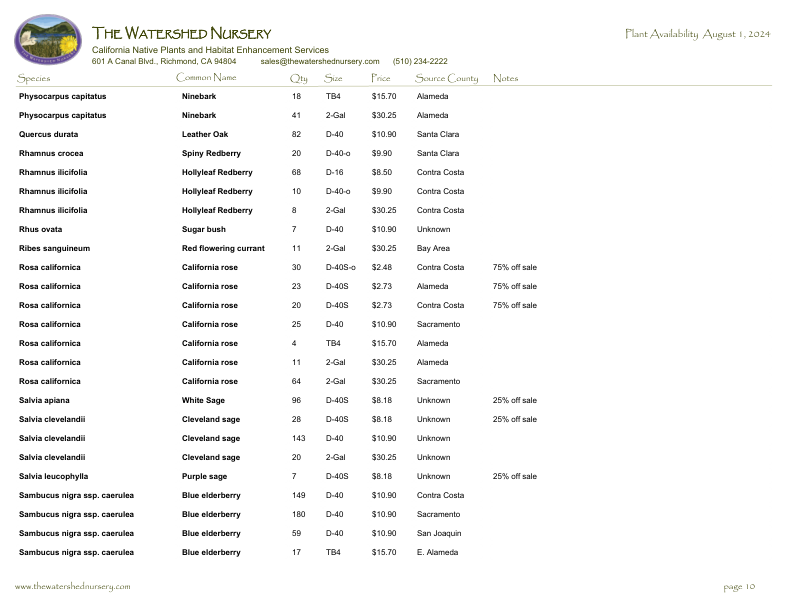 The Watershed Nursery
Plant Availability August 1, 2024
California Native Plants and Habitat Enhancement Services
601 A Canal Blvd., Richmond, CA 94804 sales@thewatershednursery.com (510) 234-2222
Species Common Name Qty Size Price Source County Notes
Physocarpus capitatus Ninebark 18 TB4 $15.70 Alameda
Physocarpus capitatus Ninebark 41 2-Gal $30.25 Alameda
Quercus durata Leather Oak 82 D-40 $10.90 Santa Clara
Rhamnus crocea Spiny Redberry 20 D-40-o $9.90 Santa Clara
Rhamnus ilicifolia Hollyleaf Redberry 68 D-16 $8.50 Contra Costa
Rhamnus ilicifolia Hollyleaf Redberry 10 D-40-o $9.90 Contra Costa
Rhamnus ilicifolia Hollyleaf Redberry 8 2-Gal $30.25 Contra Costa
Rhus ovata Sugar bush 7 D-40 $10.90 Unknown
Ribes sanguineum Red flowering currant 11 2-Gal $30.25 Bay Area
Rosa californica California rose 30 D-40S-o $2.48 Contra Costa 75% off sale
Rosa californica California rose 23 D-40S $2.73 Alameda 75% off sale
Rosa californica California rose 20 D-40S $2.73 Contra Costa 75% off sale
Rosa californica California rose 25 D-40 $10.90 Sacramento
Rosa californica California rose 4 TB4 $15.70 Alameda
Rosa californica California rose 11 2-Gal $30.25 Alameda
Rosa californica California rose 64 2-Gal $30.25 Sacramento
Salvia apiana White Sage 96 D-40S $8.18 Unknown 25% off sale
Salvia clevelandii Cleveland sage 28 D-40S $8.18 Unknown 25% off sale
Salvia clevelandii Cleveland sage 143 D-40 $10.90 Unknown
Salvia clevelandii Cleveland sage 20 2-Gal $30.25 Unknown
Salvia leucophylla Purple sage 7 D-40S $8.18 Unknown 25% off sale
Sambucus nigra ssp. caerulea Blue elderberry 149 D-40 $10.90 Contra Costa
Sambucus nigra ssp. caerulea Blue elderberry 180 D-40 $10.90 Sacramento
Sambucus nigra ssp. caerulea Blue elderberry 59 D-40 $10.90 San Joaquin
Sambucus nigra ssp. caerulea Blue elderberry 17 TB4 $15.70 E. Alameda
www.thewatershednursery.com page 10